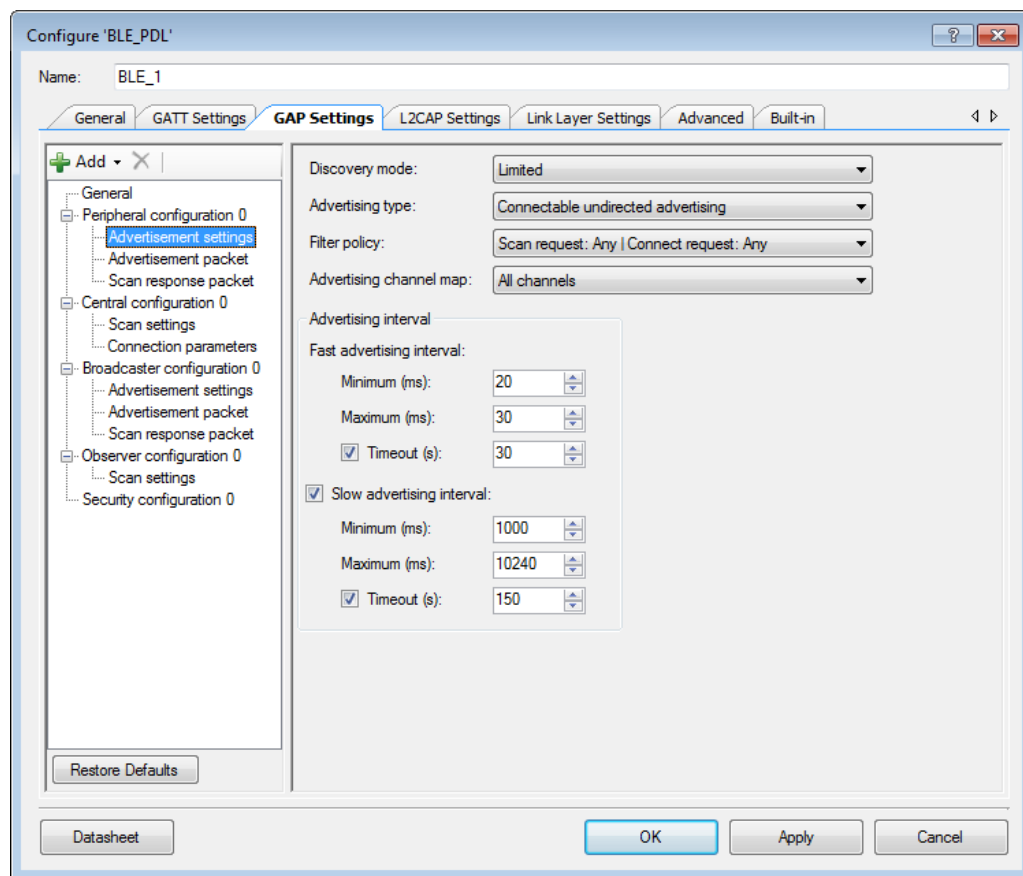 Configure 'BLE_PDL'
Name: BLE_1
General GATT Settings GAP Settings L2CAP Settings Link Layer Settings Advanced Built-in
Add
General
Peripheral configuration 0
Advertisement settings
Advertisement packet
Scan response packet
Central configuration 0
Scan settings
Connection parameters
Broadcaster configuration 0
Advertisement settings
Advertisement packet
Scan response packet
Observer configuration 0
Scan settings
Security configuration 0
Restore Defaults
Discovery mode: Limited
Advertising type: Connectable undirected advertising
Filter policy: Scan request: Any | Connect request: Any
Advertising channel map: All channels
Advertising interval
Fast advertising interval:
Minimum (ms): 20
Maximum (ms): 30
Timeout (s): 30
Slow advertising interval:
Minimum (ms): 1000
Maximum (ms): 10240
Timeout (s): 150
Datasheet OK Apply Cancel